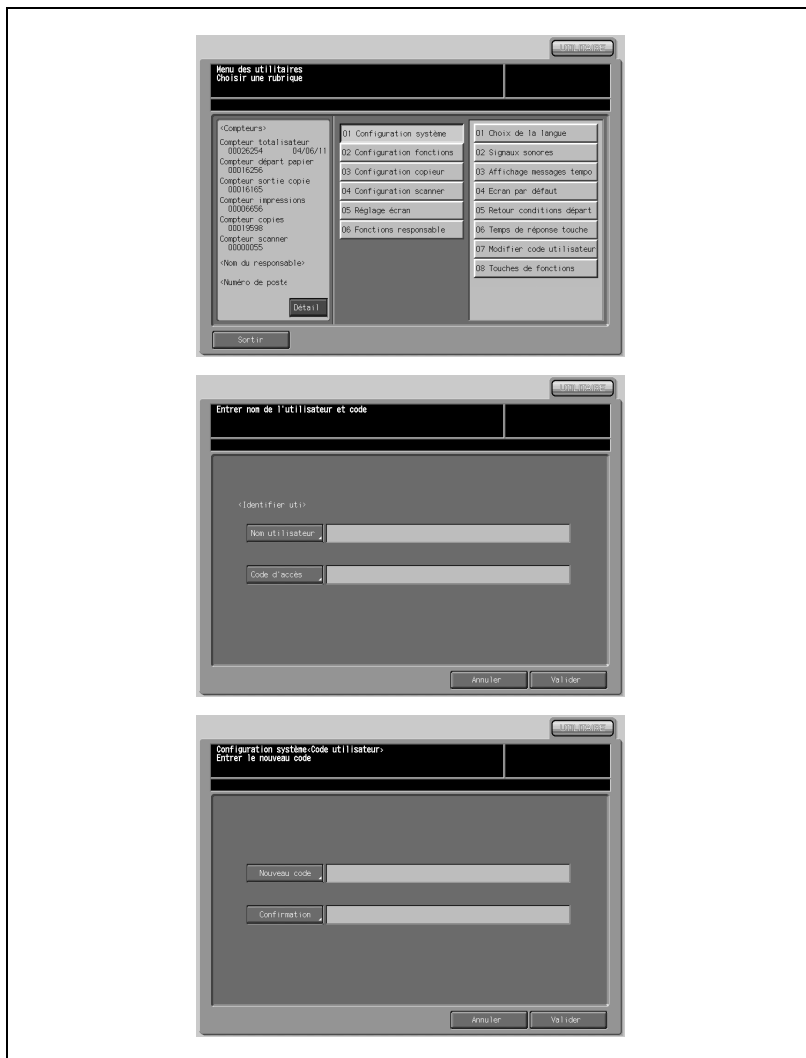 UTILITAIRE
Menu des utilitaires
Choisir une rubrique
<Compteurs>
Compteur totalisateur
00026254 04/06/11
Compteur départ papier
00016256
Compteur sortie copie
00016165
Compteur impressions
00006656
Compteur copies
00019598
Compteur scanner
00000055
<Nom du responsable>
<Numéro de poste
Détail
01 Configuration système
02 Configuration fonctions
03 Configuration copieur
04 Configuration scanner
05 Réglage écran
06 Fonctions responsable
01 Choix de la langue
02 Signaux sonores
03 Affichage messages tempo
04 Ecran par défaut
05 Retour conditions départ
06 Temps de réponse touche
07 Modifier code utilisateur
08 Touches de fonctions
Sortir
UTILITAIRE
Entrer nom de l'utilisateur et code
<Identifier uti>
Nom utilisateur
Code d'accès
Annuler Valider
UTILITAIRE
Configuration système<Code utilisateur>
Entrer le nouveau code
Nouveau code
Confirmation
Annuler Valider